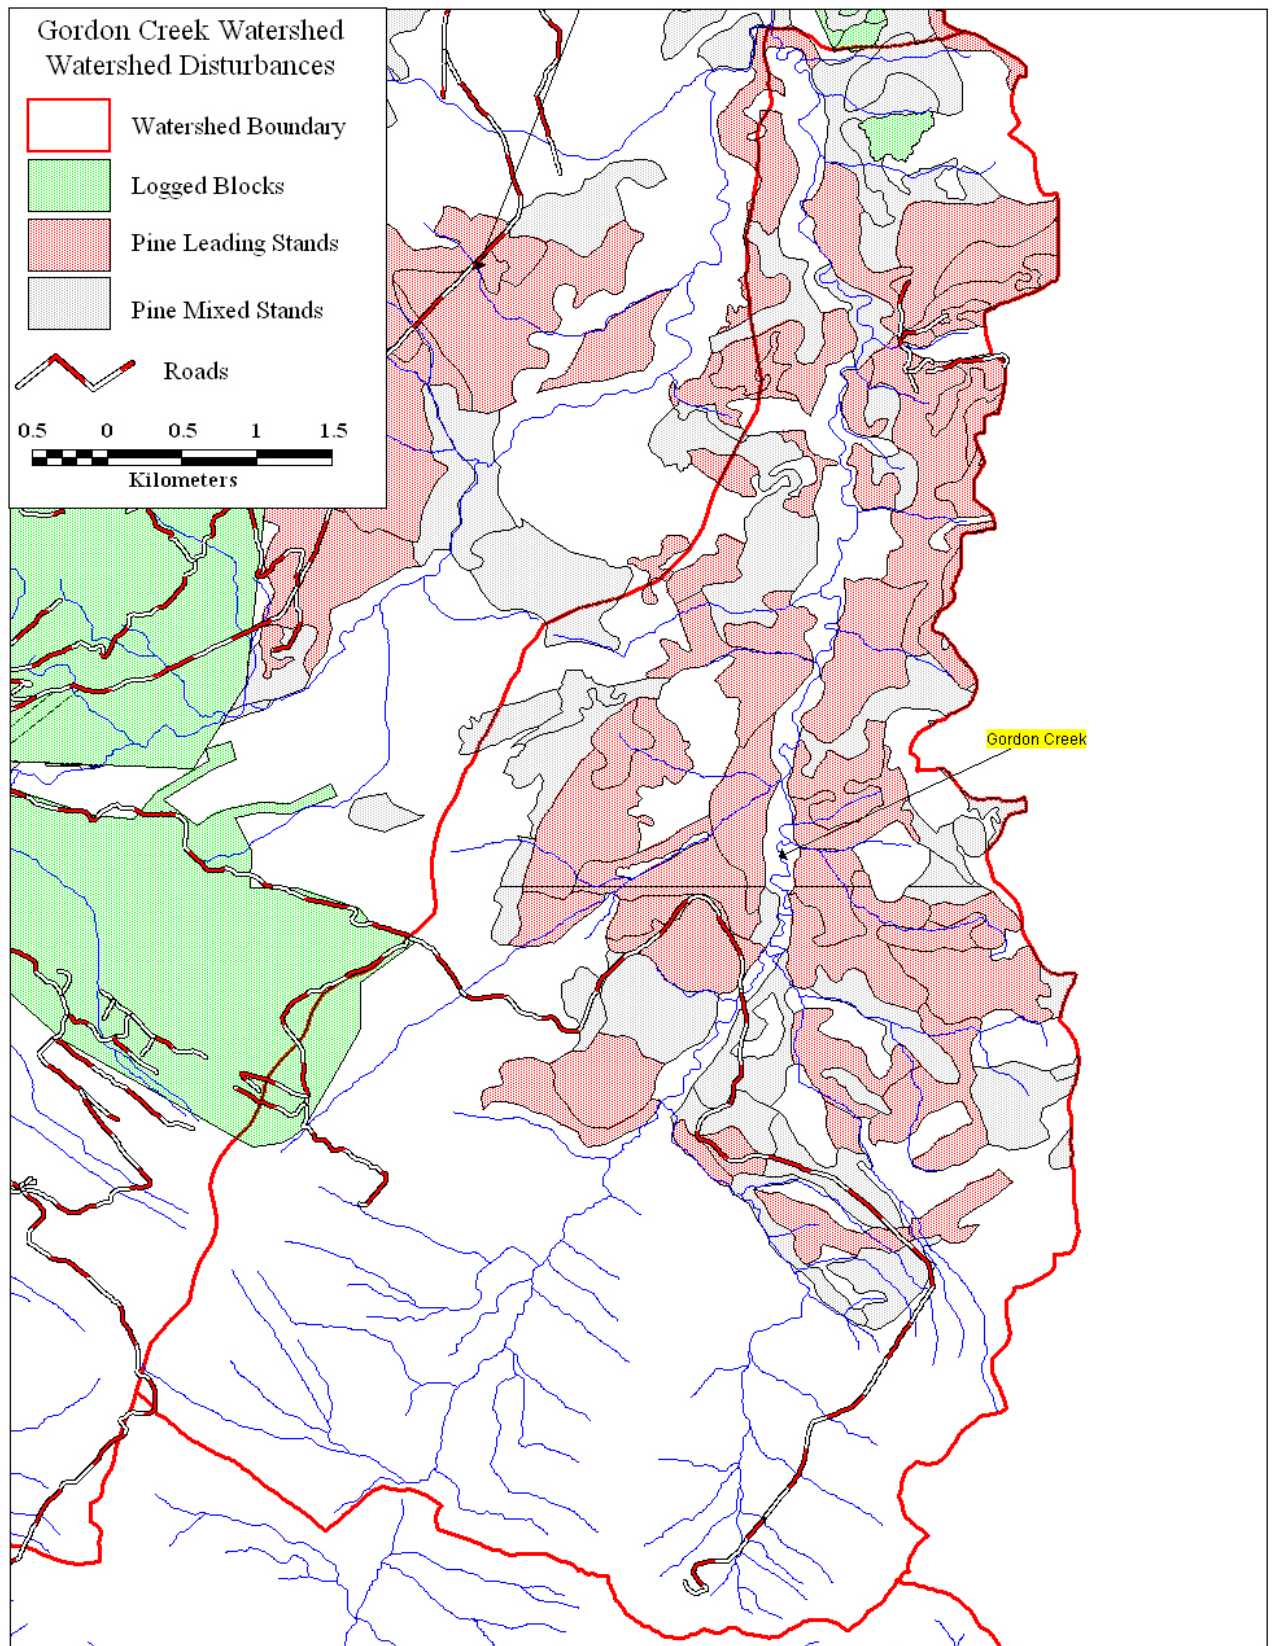 Gordon Creek Watershed
Watershed Disturbances
Watershed Boundary
Logged Blocks
Pine Leading Stands
Pine Mixed Stands
Roads
0.5 0 0.5 1 1.5
Kilometers
Gordon Creek